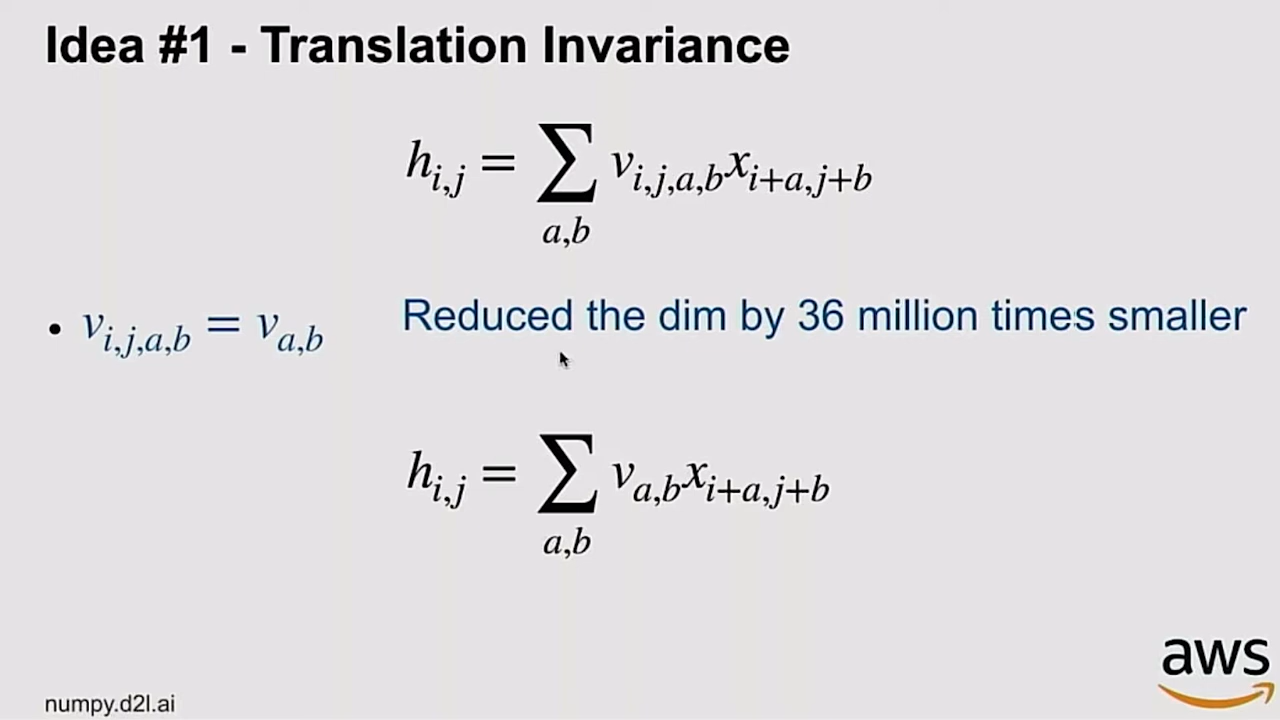 Idea #1 - Translation Invariance
h_{i,j} = ∑_{a,b} v_{i,j,a,b}x_{i+a,j+b}
• v_{i,j,a,b} = v_{a,b} Reduced the dim by 36 million times smaller
h_{i,j} = ∑_{a,b} v_{a,b}x_{i+a,j+b}
aws
numpy.d2l.ai